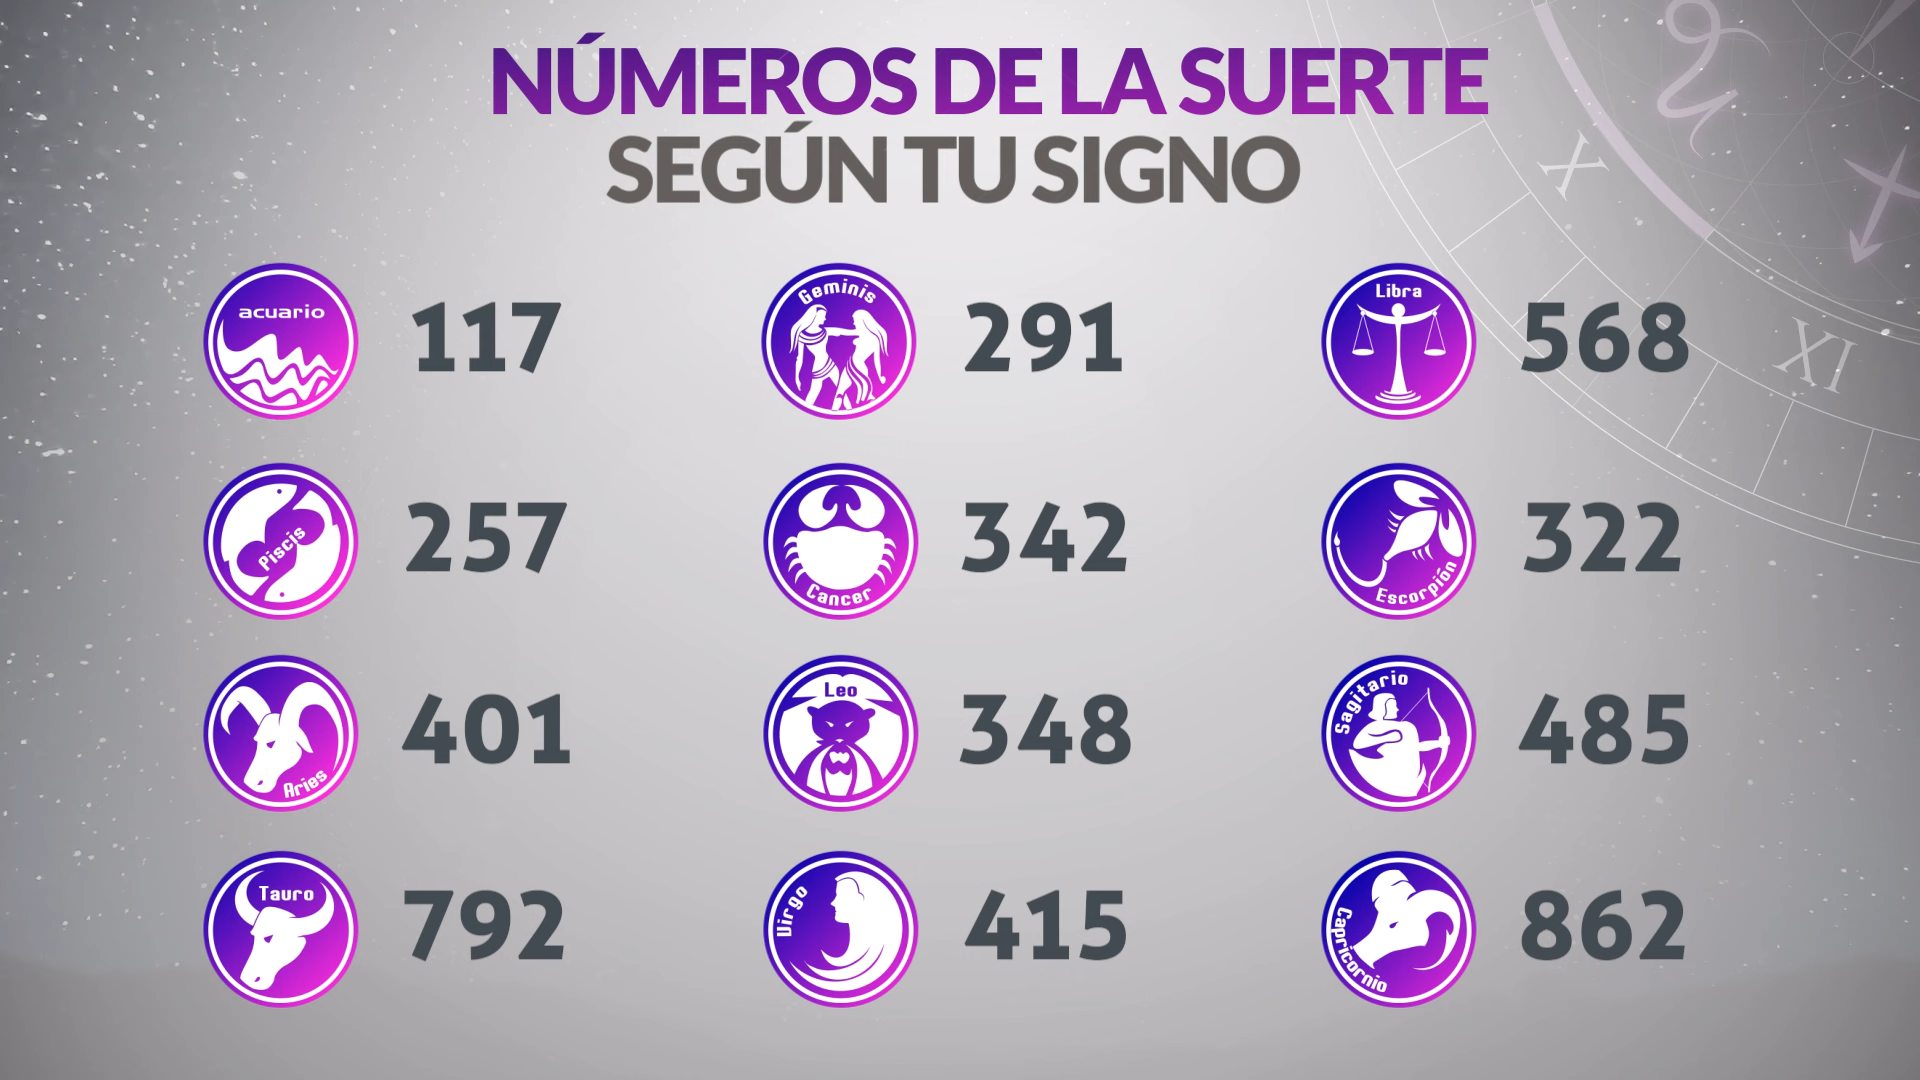 NÚMEROS DE LA SUERTE
SEGÚN TU SIGNO
acuario 117
Geminis 291
Libra 568
Piscis 257
Cancer 342
Escorpión 322
Aries 401
Leo 348
Sagitario 485
Tauro 792
Virgo 415
Capricornio 862
X
XI